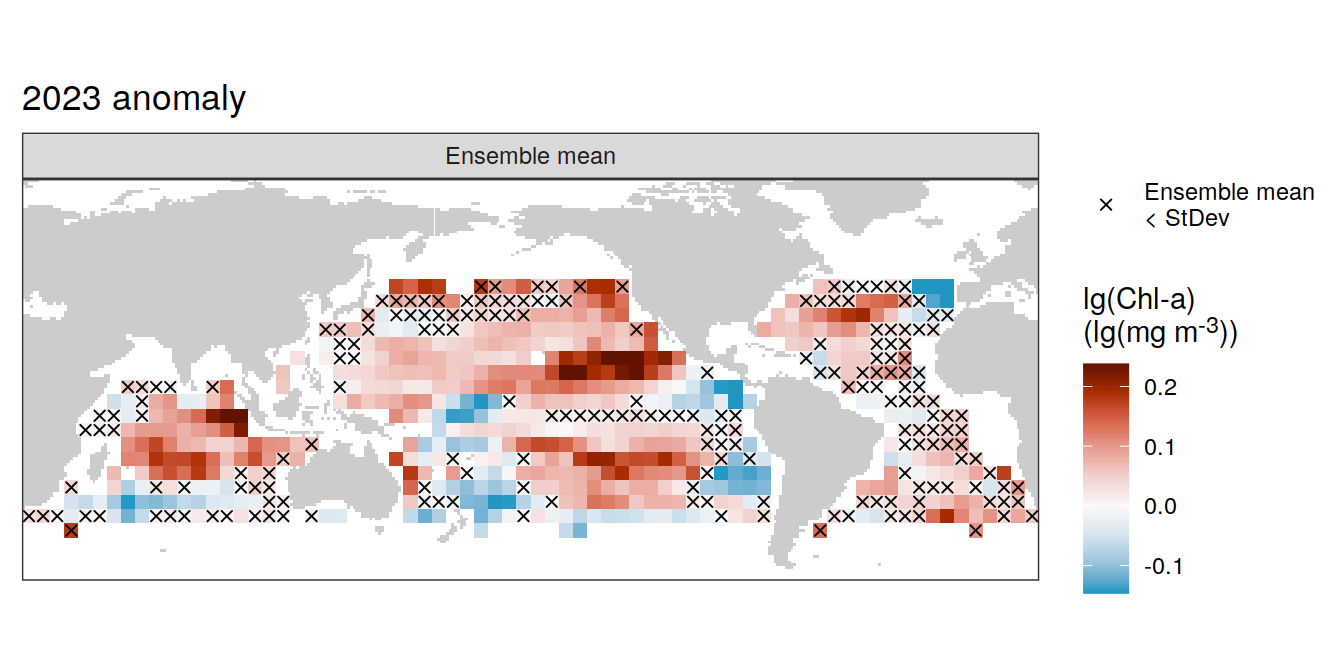 2023 anomaly
Ensemble mean
Ensemble mean
< StDev
lg(Chl-a)
(lg(mg m⁻³))
0.2
0.1
0.0
-0.1